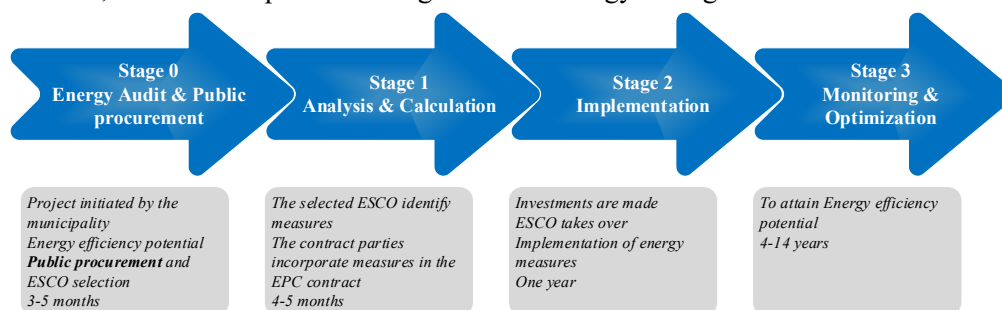 Stage 0
Energy Audit & Public
procurement
Stage 1
Analysis & Calculation
Stage 2
Implementation
Stage 3
Monitoring &
Optimization
Project initiated by the
municipality
Energy efficiency potential
Public procurement and
ESCO selection
3-5 months
The selected ESCO identify
measures
The contract parties
incorporate measures in the
EPC contract
4-5 months
Investments are made
ESCO takes over
Implementation of energy
measures
One year
To attain Energy efficiency
potential
4-14 years